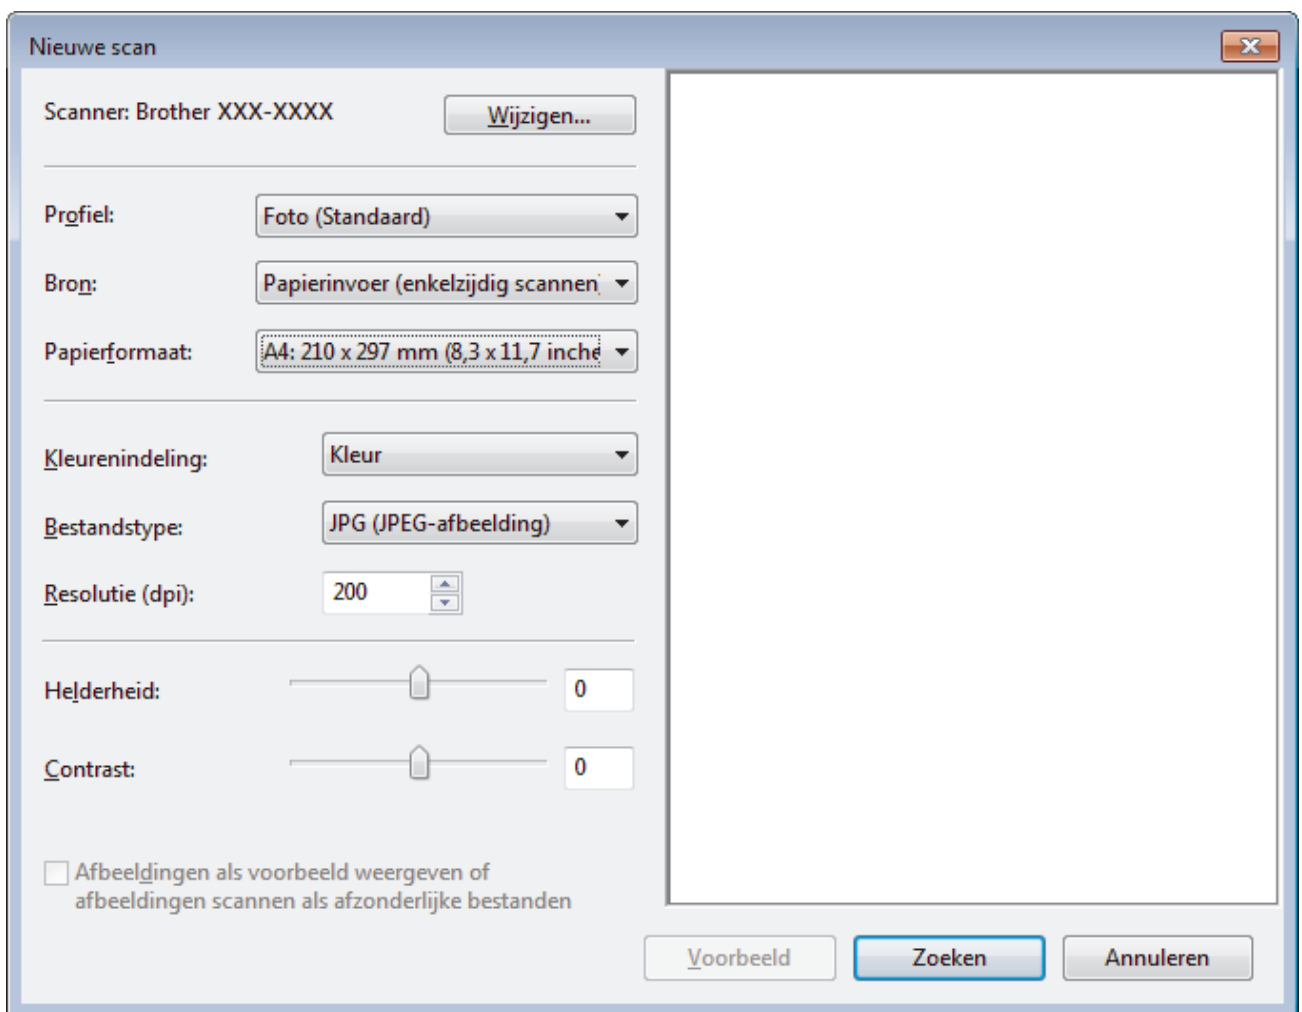 Nieuwe scan
Scanner: Brother XXX-XXXX
Wijzigen...
Profiel:
Foto (Standaard)
Bron:
Papierinvoer (enkelzijdig scannen)
Papierformaat:
A4: 210 x 297 mm (8,3 x 11,7 inche
Kleurenindeling:
Kleur
Bestandstype:
JPG (JPEG-afbeelding)
Resolutie (dpi):
200
Helderheid:
0
Contrast:
0
Afbeeldingen als voorbeeld weergeven of
afbeeldingen scannen als afzonderlijke bestanden
Voorbeeld
Zoeken
Annuleren